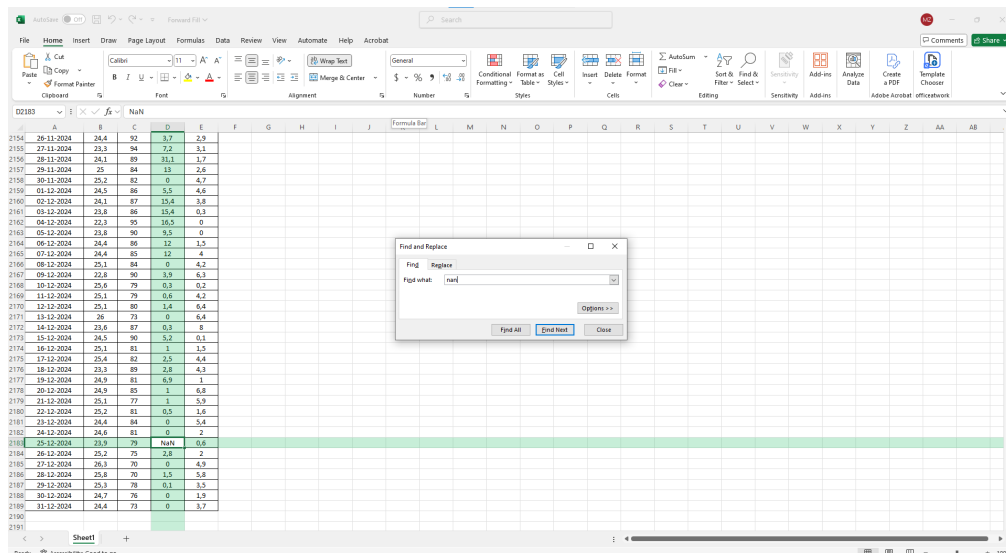 AutoSave Off Forward Fill
Search
MZ
File Home Insert Draw Page Layout Formulas Data Review View Automate Help Acrobat
Comments Share
Paste Cut Copy Format Painter Clipboard
Calibri 11 A A B I U A Font
Wrap Text Merge & Center Alignment
General $ % Number
Conditional Formatting Format as Table Cell Styles Styles
Insert Delete Format Cells
AutoSum Fill Clear Sort & Filter Find & Select Editing
Sensitivity Sensitivity
Add-ins Add-ins
Analyze Data
Create a PDF Adobe Acrobat
Template Chooser officeatwork
D2183 fx NaN
Formula Bar
A B C D E F G H I J L M N O P Q R S T U V W X Y Z AA AB
2154 26-11-2024 24,4 92 3,7 2,9
2155 27-11-2024 23,3 94 7,2 3,1
2156 28-11-2024 24,1 89 31,1 1,7
2157 29-11-2024 25 84 13 2,6
2158 30-11-2024 25,2 82 0 4,7
2159 01-12-2024 24,5 86 5,5 4,6
2160 02-12-2024 24,1 87 15,4 3,8
2161 03-12-2024 23,8 86 15,4 0,3
2162 04-12-2024 22,3 95 16,5 0
2163 05-12-2024 23,8 90 9,5 0
2164 06-12-2024 24,4 86 12 1,5
2165 07-12-2024 24,4 85 12 4
2166 08-12-2024 25,1 84 0 4,2
2167 09-12-2024 22,8 90 3,9 6,3
2168 10-12-2024 25,6 79 0,3 0,2
2169 11-12-2024 25,1 79 0,6 4,2
2170 12-12-2024 25,1 80 1,4 6,4
2171 13-12-2024 26 73 0 6,4
2172 14-12-2024 23,6 87 0,3 8
2173 15-12-2024 24,5 90 5,2 0,1
2174 16-12-2024 25,1 81 1 1,5
2175 17-12-2024 25,4 82 2,5 4,4
2176 18-12-2024 23,3 89 2,8 4,3
2177 19-12-2024 24,9 81 6,9 1
2178 20-12-2024 24,9 85 1 6,8
2179 21-12-2024 25,1 77 1 5,9
2180 22-12-2024 25,2 81 0,5 1,6
2181 23-12-2024 24,4 84 0 5,4
2182 24-12-2024 24,6 81 0 2
2183 25-12-2024 23,9 79 NaN 0,6
2184 26-12-2024 25,2 75 2,8 2
2185 27-12-2024 26,3 70 0 4,9
2186 28-12-2024 25,8 70 1,5 5,8
2187 29-12-2024 25,3 78 0,1 3,5
2188 30-12-2024 24,7 76 0 1,9
2189 31-12-2024 24,4 73 0 3,7
2190
2191
Find and Replace
Find Replace
Find what: nan
Options >>
Find All Find Next Close
Sheet1